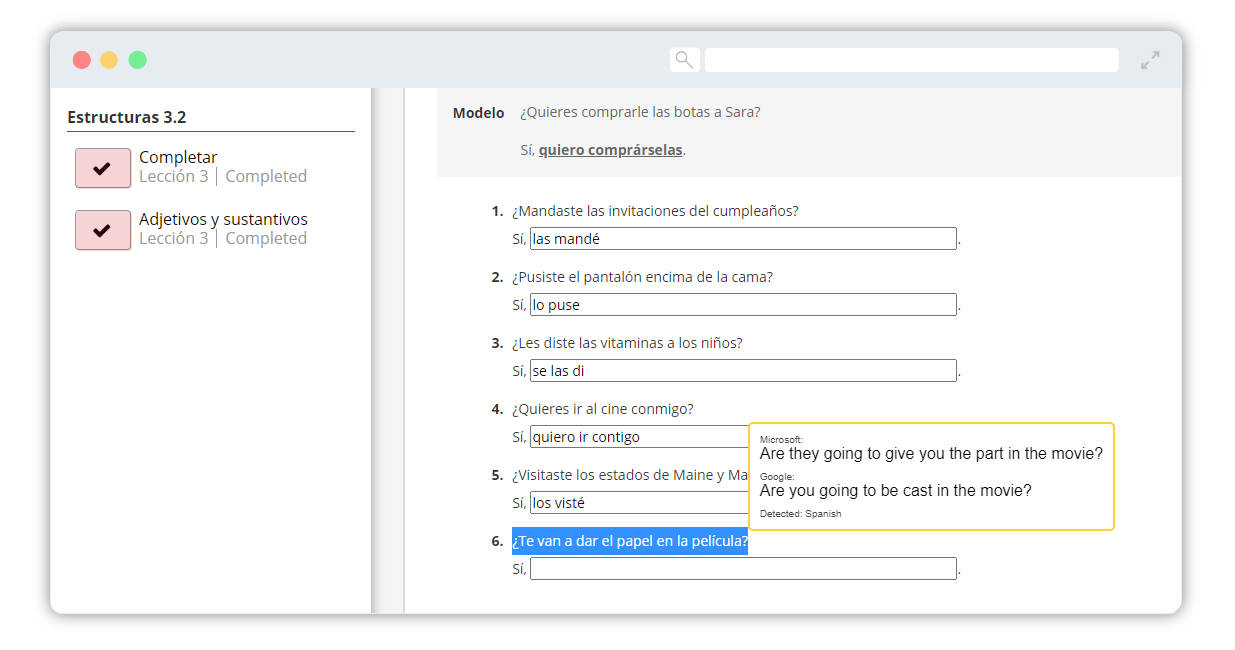 Estructuras 3.2
Completar
Lección 3 | Completed
Adjetivos y sustantivos
Lección 3 | Completed
Modelo ¿Quieres comprarle las botas a Sara?
Sí, quiero comprárselas.
1. ¿Mandaste las invitaciones del cumpleaños?
Sí, las mandé.
2. ¿Pusiste el pantalón encima de la cama?
Sí, lo puse.
3. ¿Les diste las vitaminas a los niños?
Sí, se las di.
4. ¿Quieres ir al cine conmigo?
Sí, quiero ir contigo
5. ¿Visitaste los estados de Maine y Ma
Sí, los visté
Microsoft:
Are they going to give you the part in the movie?
Google:
Are you going to be cast in the movie?
Detected: Spanish
6. ¿Te van a dar el papel en la película?
Sí, .